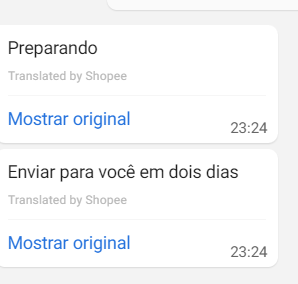 Preparando
Translated by Shopee
Mostrar original
23:24
Enviar para você em dois dias
Translated by Shopee
Mostrar original
23:24